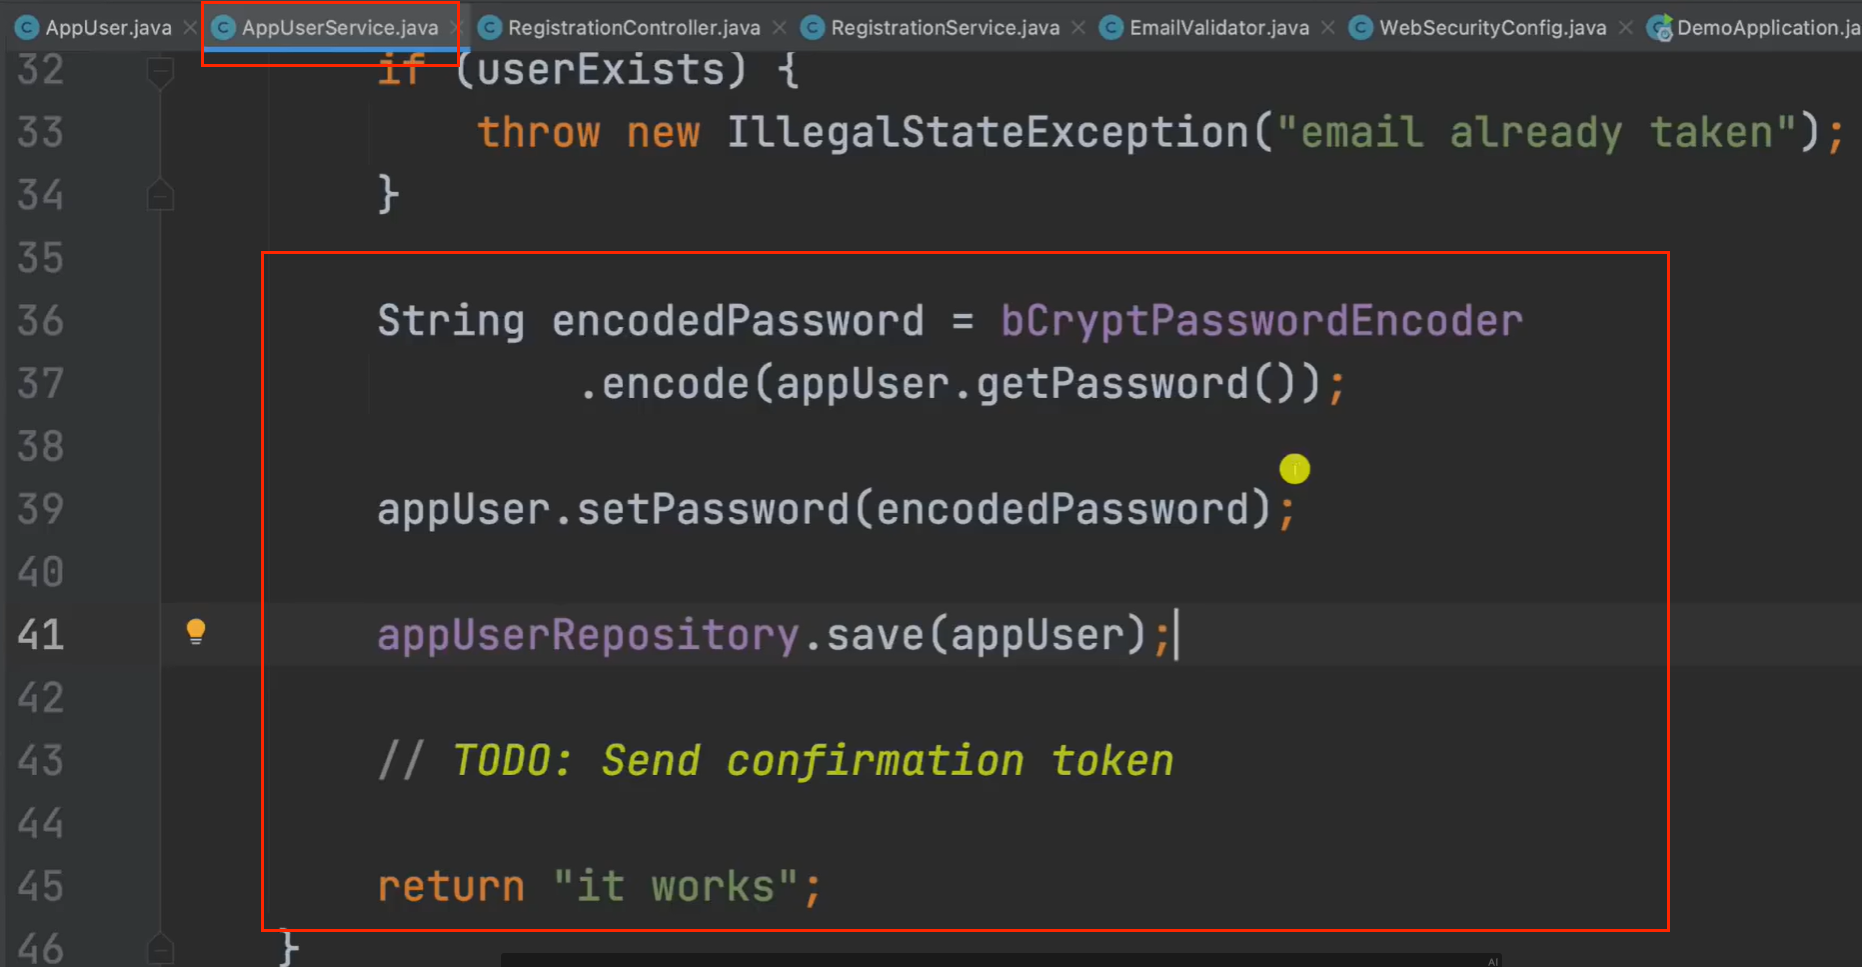 AppUser.java AppUserService.java RegistrationController.java RegistrationService.java EmailValidator.java WebSecurityConfig.java DemoApplication.ja
32 if (userExists) {
33 throw new IllegalStateException("email already taken");
34 }
35
36 String encodedPassword = bCryptPasswordEncoder
37 .encode(appUser.getPassword());
38
39 appUser.setPassword(encodedPassword);
40
41 appUserRepository.save(appUser);
42
43 // TODO: Send confirmation token
44
45 return "it works";
46 }
AI